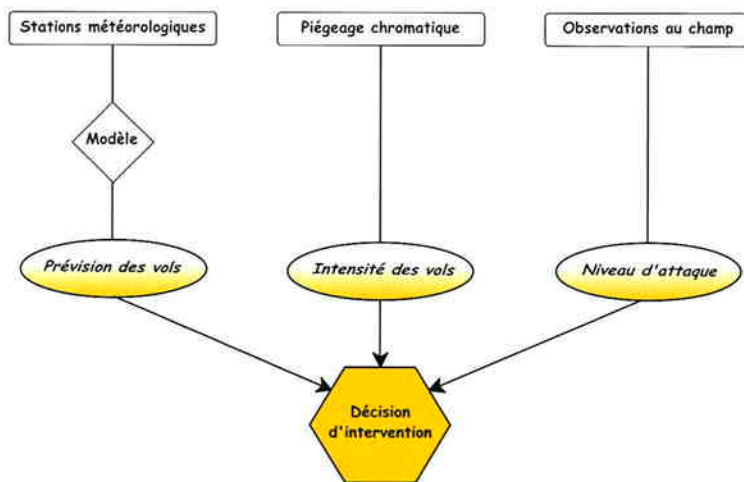 Stations météorologiques
Piégeage chromatique
Observations au champ
Modèle
Prévision des vols
Intensité des vols
Niveau d'attaque
Décision
d'intervention